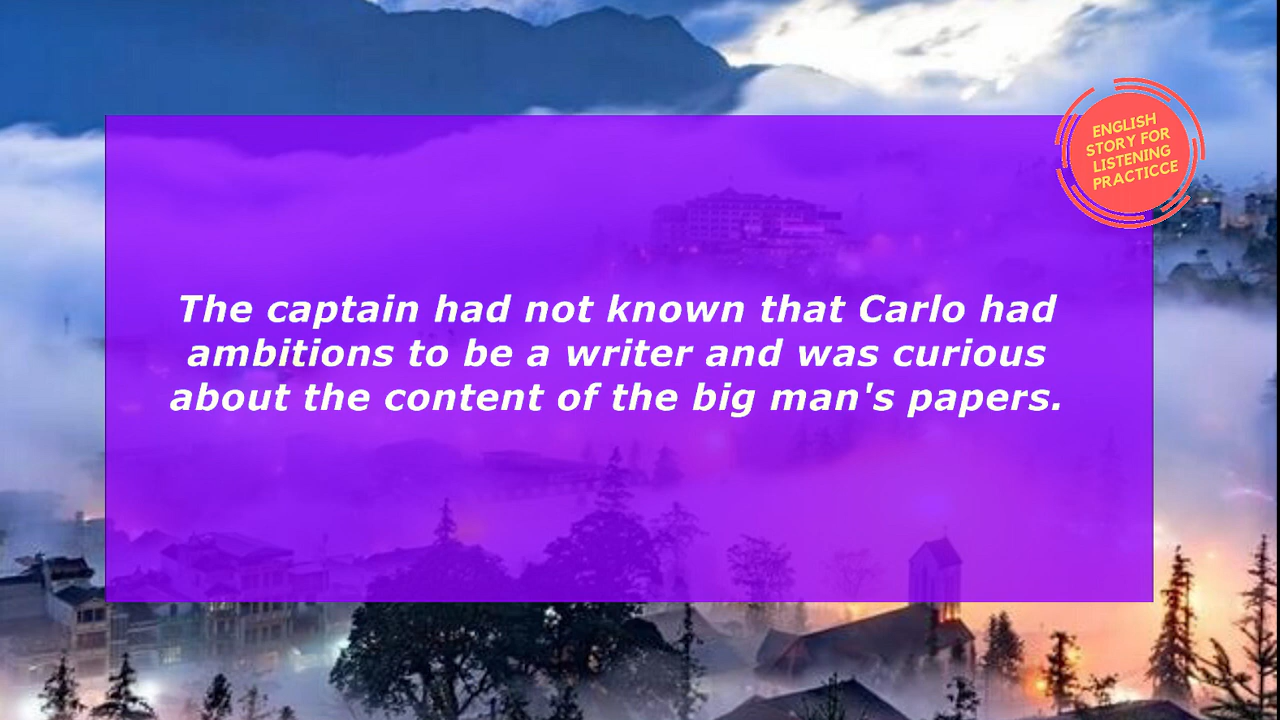 ENGLISH
STORY FOR
LISTENING
PRACTICCE
The captain had not known that Carlo had
ambitions to be a writer and was curious
about the content of the big man's papers.